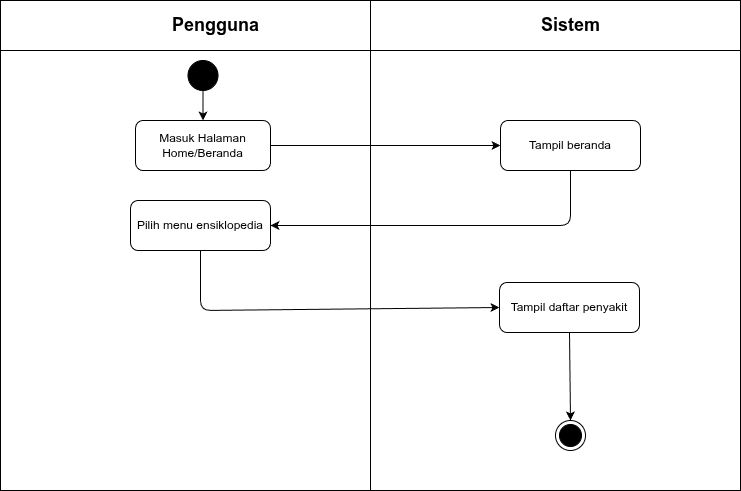 Pengguna
Sistem
Masuk Halaman
Home/Beranda
Tampil beranda
Pilih menu ensiklopedia
Tampil daftar penyakit